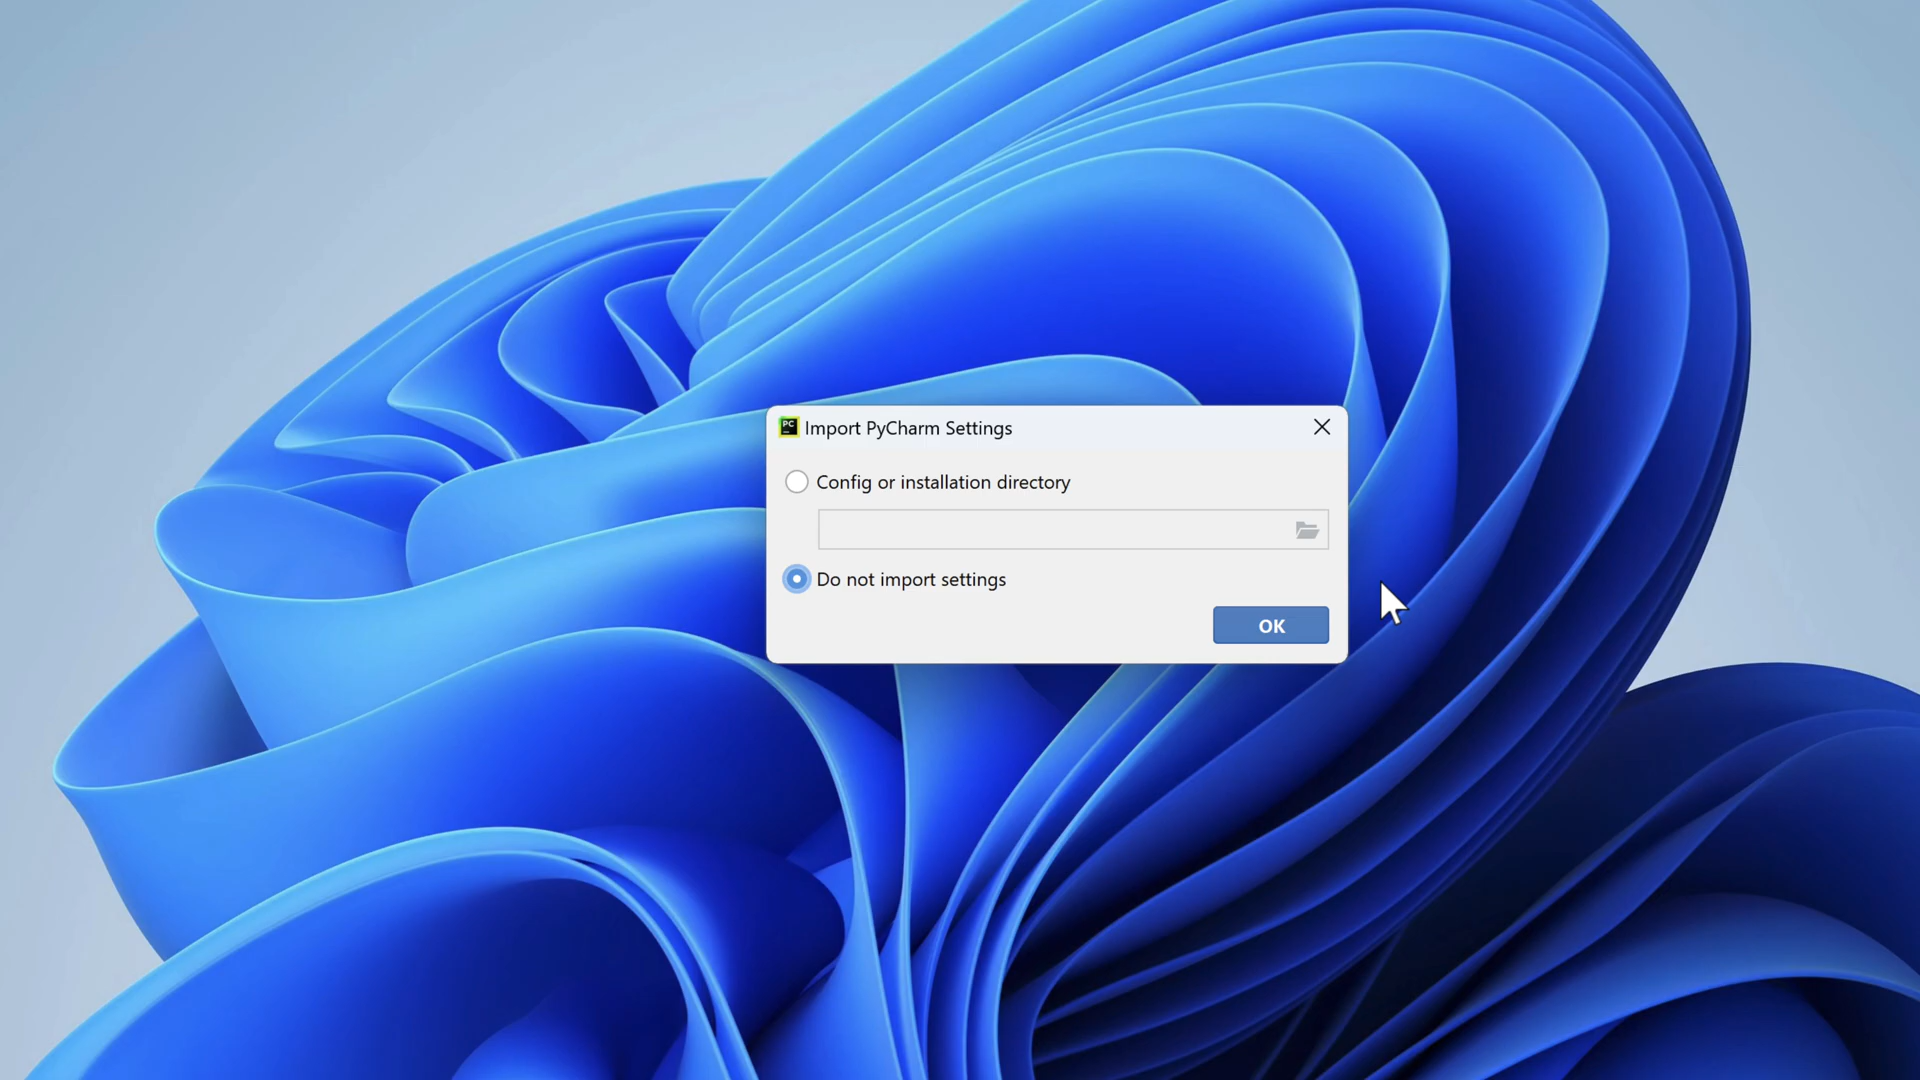 PC
Import PyCharm Settings
Config or installation directory
Do not import settings
OK